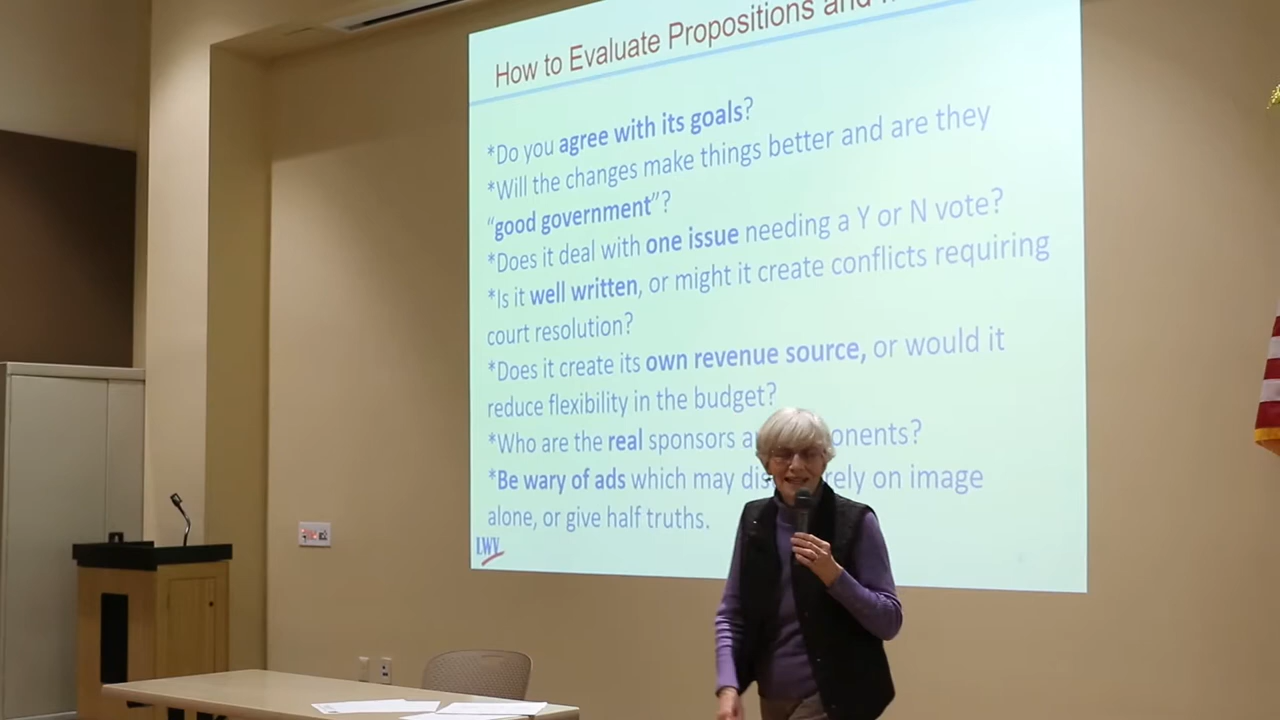 How to Evaluate Propositions and
*Do you agree with its goals?
*Will the changes make things better and are they
“good government”?
*Does it deal with one issue needing a Y or N vote?
*Is it well written, or might it create conflicts requiring
court resolution?
*Does it create its own revenue source, or would it
reduce flexibility in the budget?
*Who are the real sponsors
*Be wary of ads which may rely on image
alone, or give half truths.
LWV